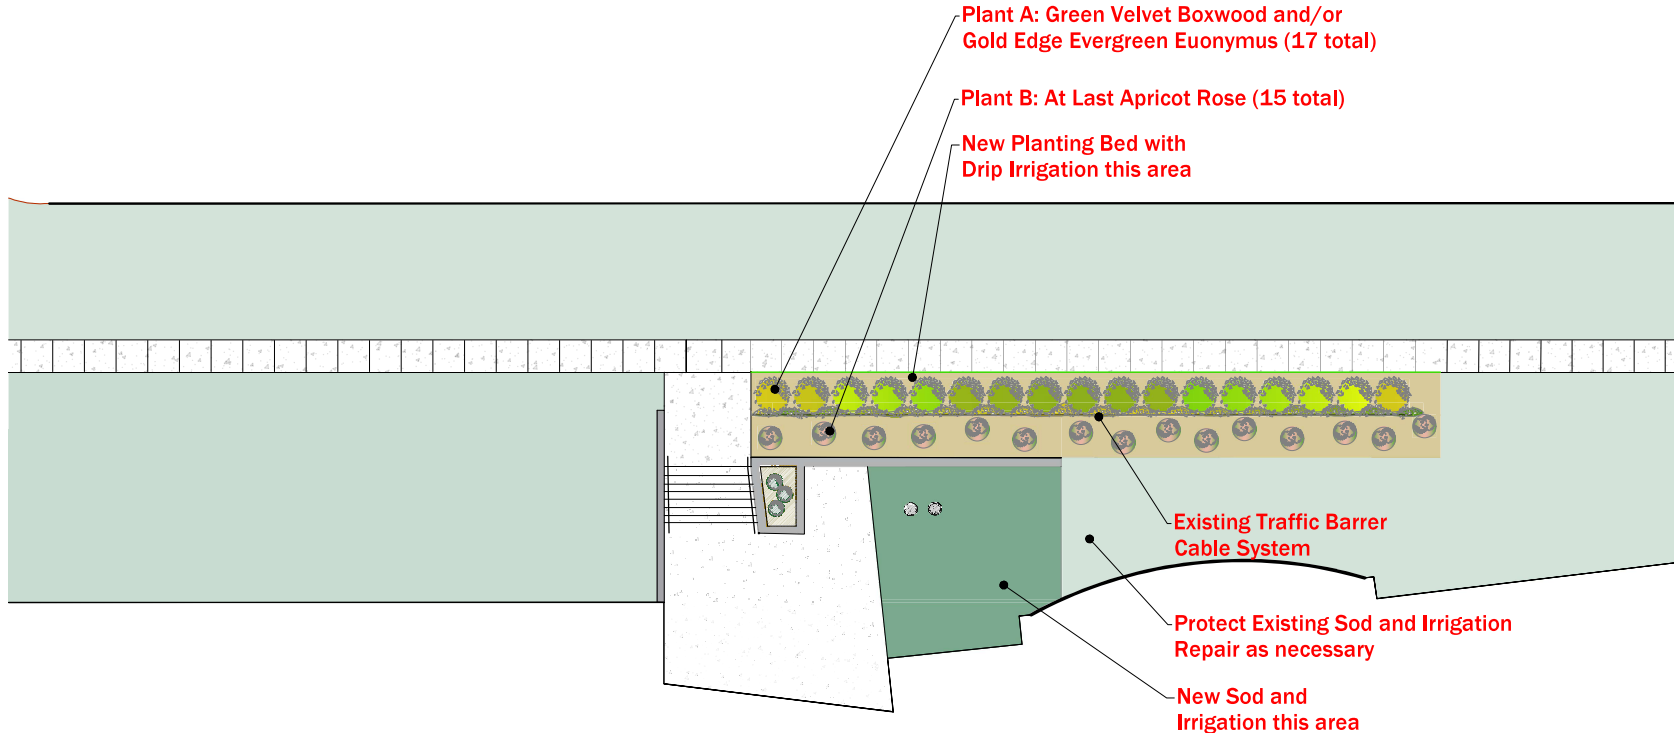 Plant A: Green Velvet Boxwood and/or
Gold Edge Evergreen Euonymus (17 total)
Plant B: At Last Apricot Rose (15 total)
New Planting Bed with
Drip Irrigation this area
Existing Traffic Barrer
Cable System
Protect Existing Sod and Irrigation
Repair as necessary
New Sod and
Irrigation this area